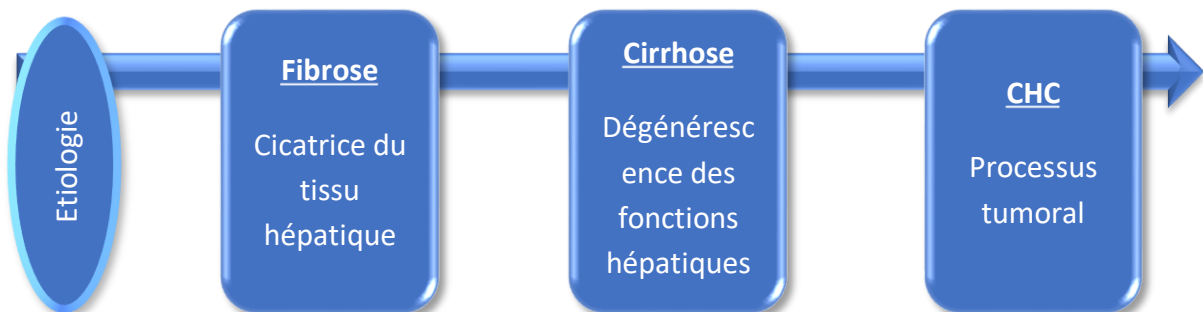 Etiologie
Fibrose
Cicatrice du
tissu
hépatique
Cirrhose
Dégénéresc
ence des
fonctions
hépatiques
CHC
Processus
tumoral